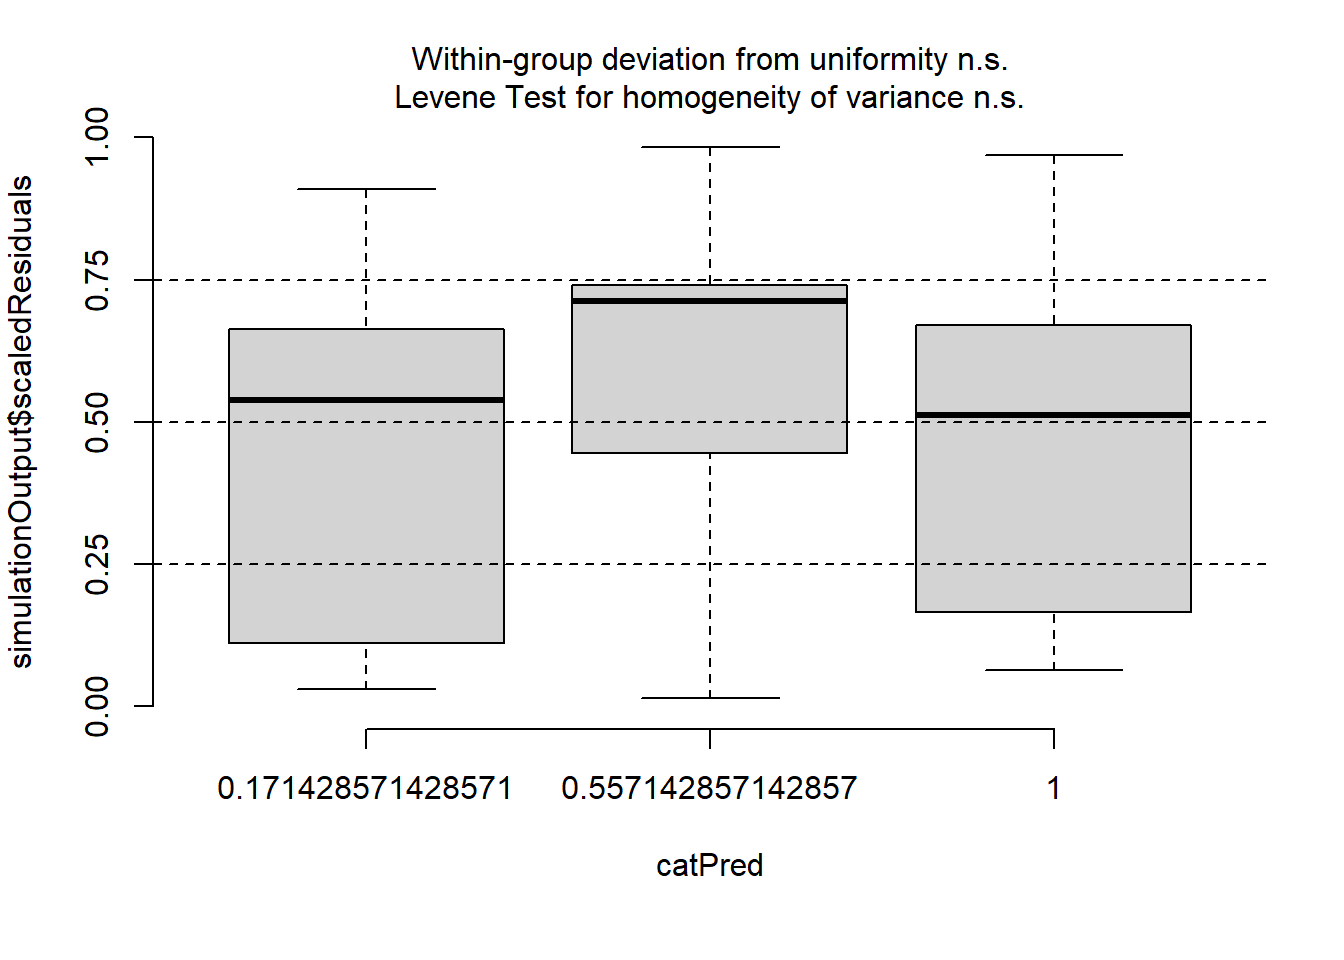 Within-group deviation from uniformity n.s.
Levene Test for homogeneity of variance n.s.
simulationOutput$scaledResiduals
1.00
0.75
0.50
0.25
0.00
0.171428571428571
0.557142857142857
1
catPred